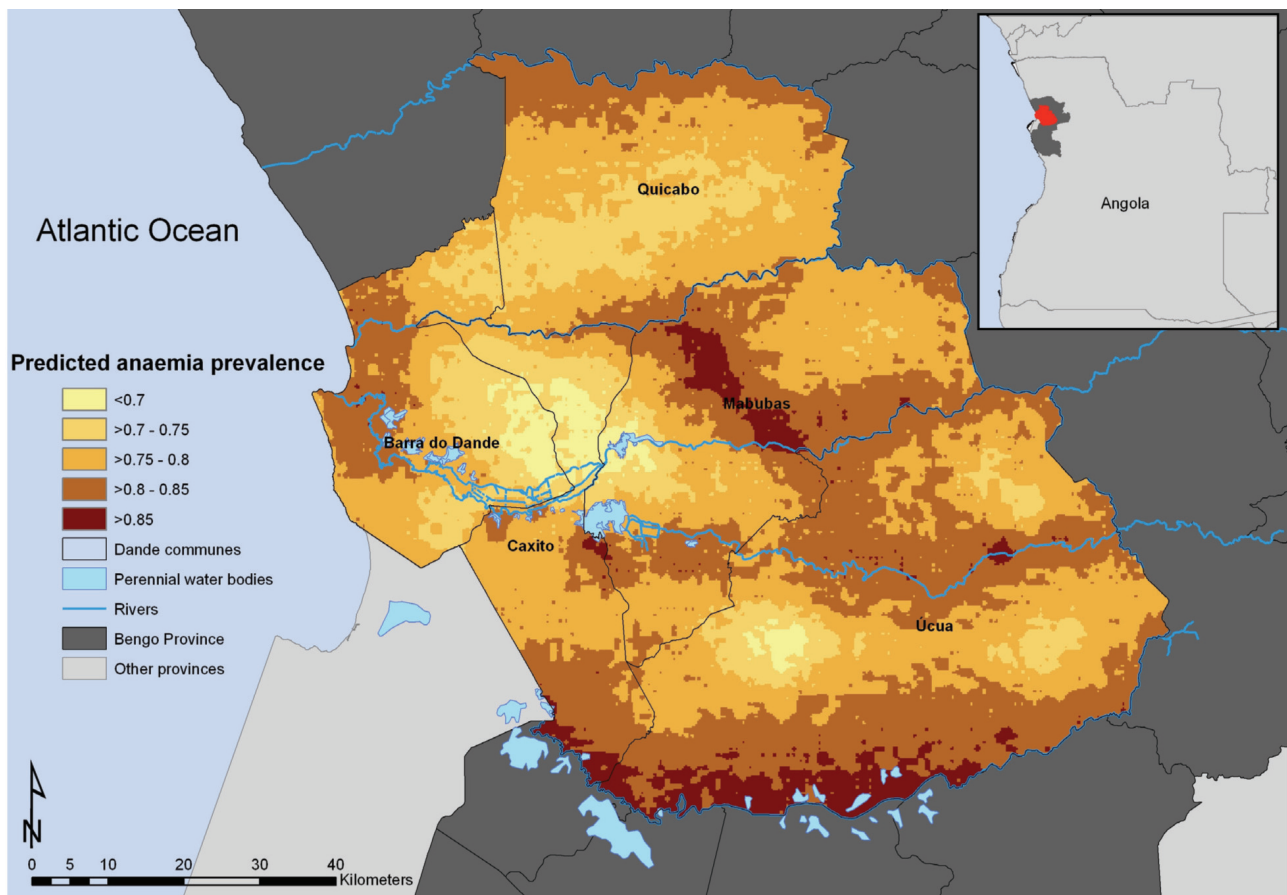 Angola
Quicabo
Atlantic Ocean
Predicted anaemia prevalence
<0.7
>0.7 - 0.75
>0.75 - 0.8
>0.8 - 0.85
>0.85
Dande communes
Perennial water bodies
Rivers
Bengo Province
Other provinces
Mabubas
Barra do Dande
Caxito
Úcua
N
0 5 10 20 30 40
Kilometers